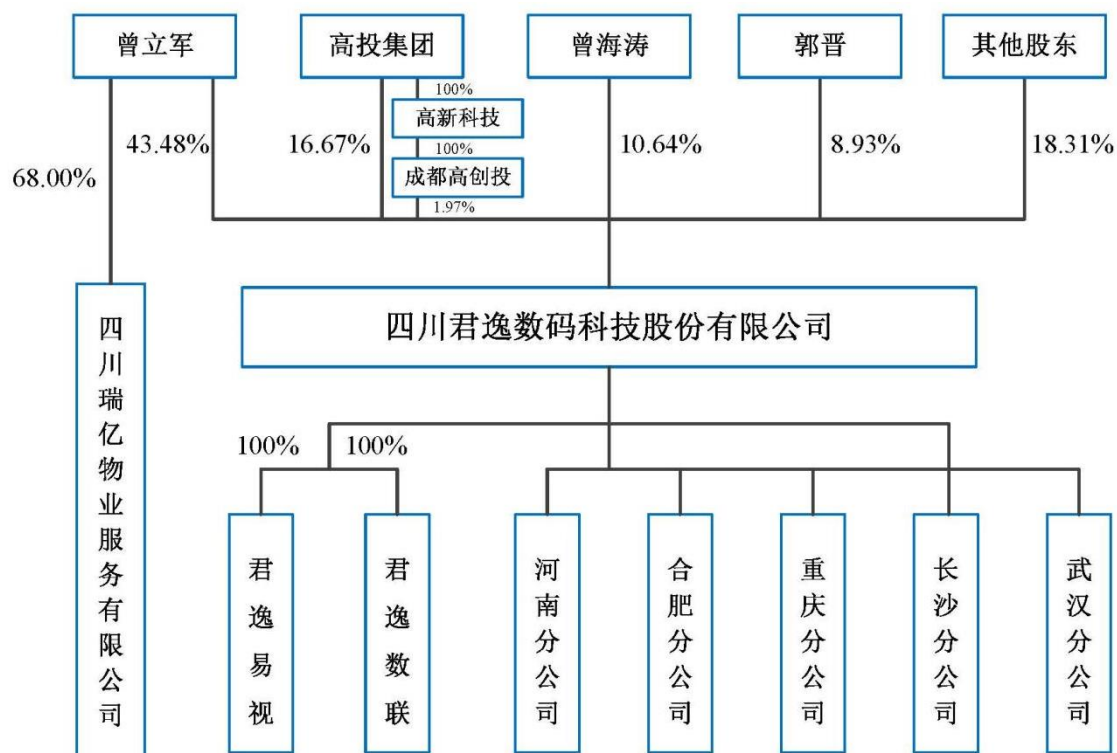 曾立军
高投集团
曾海涛
郭晋
其他股东
100%
高新科技
43.48%
16.67%
100%
10.64%
8.93%
18.31%
68.00%
成都高创投
1.97%
四川瑞亿物业服务有限公司
四川君逸数码科技股份有限公司
100%
100%
君逸易视
君逸数联
河南分公司
合肥分公司
重庆分公司
长沙分公司
武汉分公司